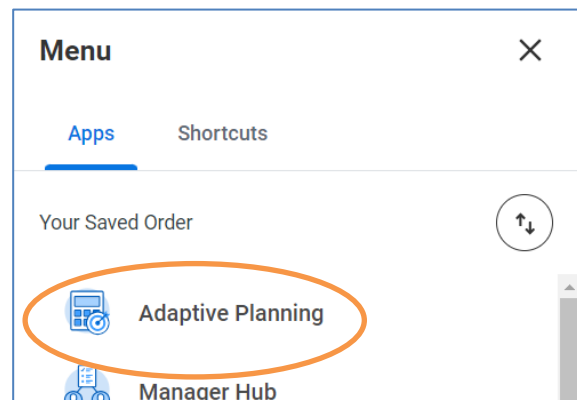 Menu
Apps Shortcuts
Your Saved Order
Adaptive Planning
Manager Hub